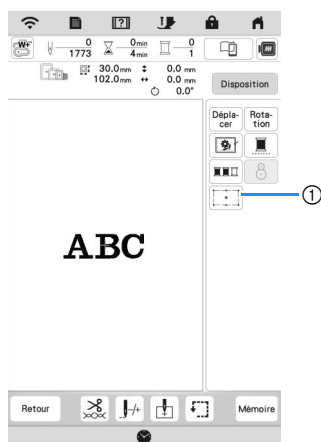 W+
0 0min 0
1773 4min 1
30.0mm 0.0 mm
102.0mm 0.0 mm
0.0°
Disposition
Dépla-
cer
Rota-
tion
ABC
1
Retour
-/+
Mémoire